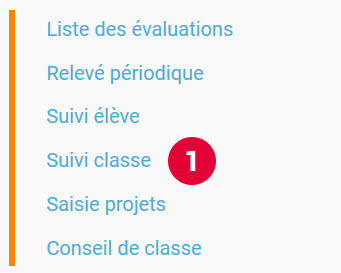 Liste des évaluations
Relevé périodique
Suivi élève
Suivi classe 1
Saisie projets
Conseil de classe